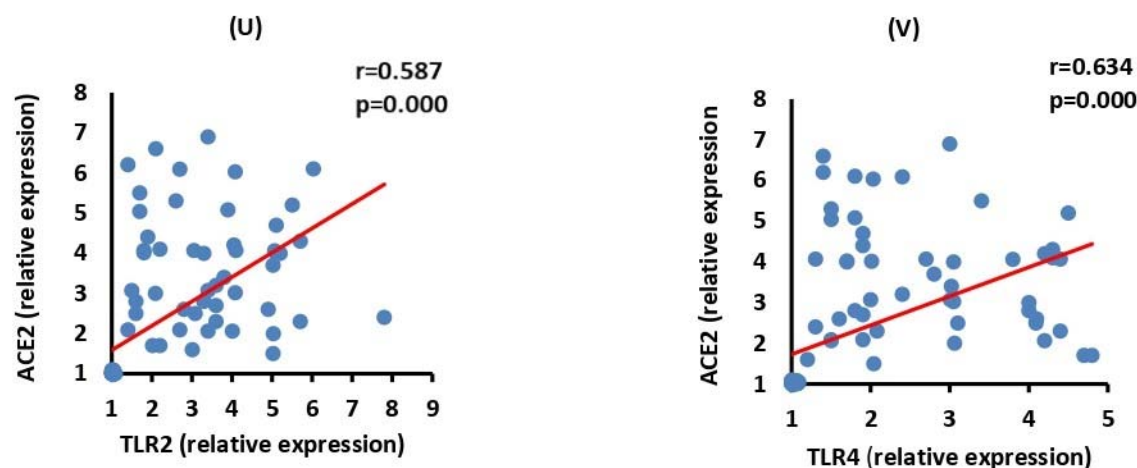 (U)
r=0.587
p=0.000
ACE2 (relative expression)
8
7
6
5
4
3
2
1
1 2 3 4 5 6 7 8 9
TLR2 (relative expression)
(V)
r=0.634
p=0.000
ACE2 (relative expression)
8
7
6
5
4
3
2
1
1 2 3 4 5
TLR4 (relative expression)